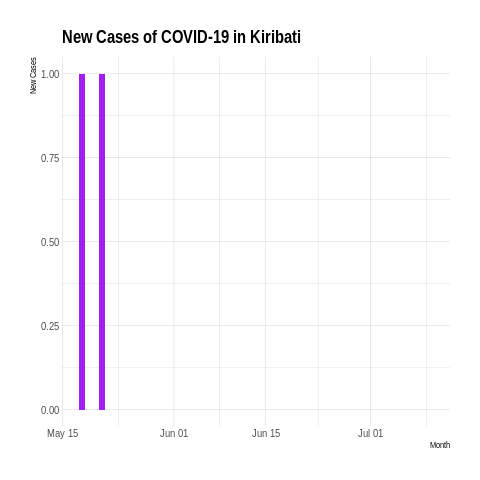 New Cases of COVID-19 in Kiribati
New Cases
1.00
0.75
0.50
0.25
0.00
May 15
Jun 01
Jun 15
Jul 01
Month